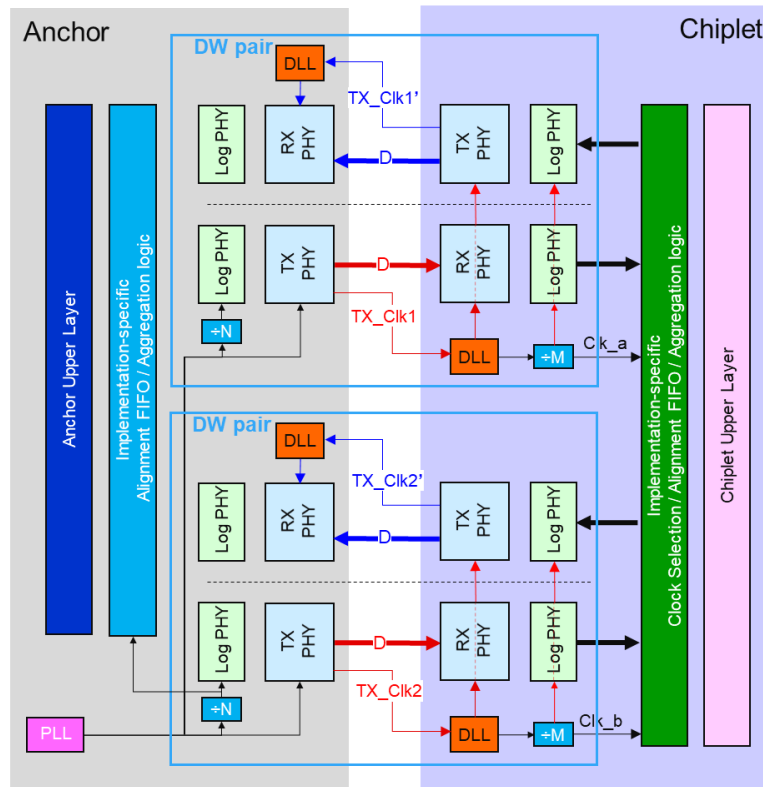 Anchor
Chiplet
DW pair
DLL
TX_Clk1’
Log PHY
RX
PHY
D
TX
PHY
Log PHY
Log PHY
TX
PHY
D
RX
PHY
Log PHY
÷N
TX_Clk1
DLL
÷M
Clk_a
Anchor Upper Layer
Implementation-specific
Alignment FIFO / Aggregation logic
Implementation-specific
Clock Selection / Alignment FIFO / Aggregation logic
Chiplet Upper Layer
DW pair
DLL
TX_Clk2’
Log PHY
RX
PHY
D
TX
PHY
Log PHY
Log PHY
TX
PHY
D
RX
PHY
Log PHY
÷N
TX_Clk2
PLL
DLL
÷M
Clk_b